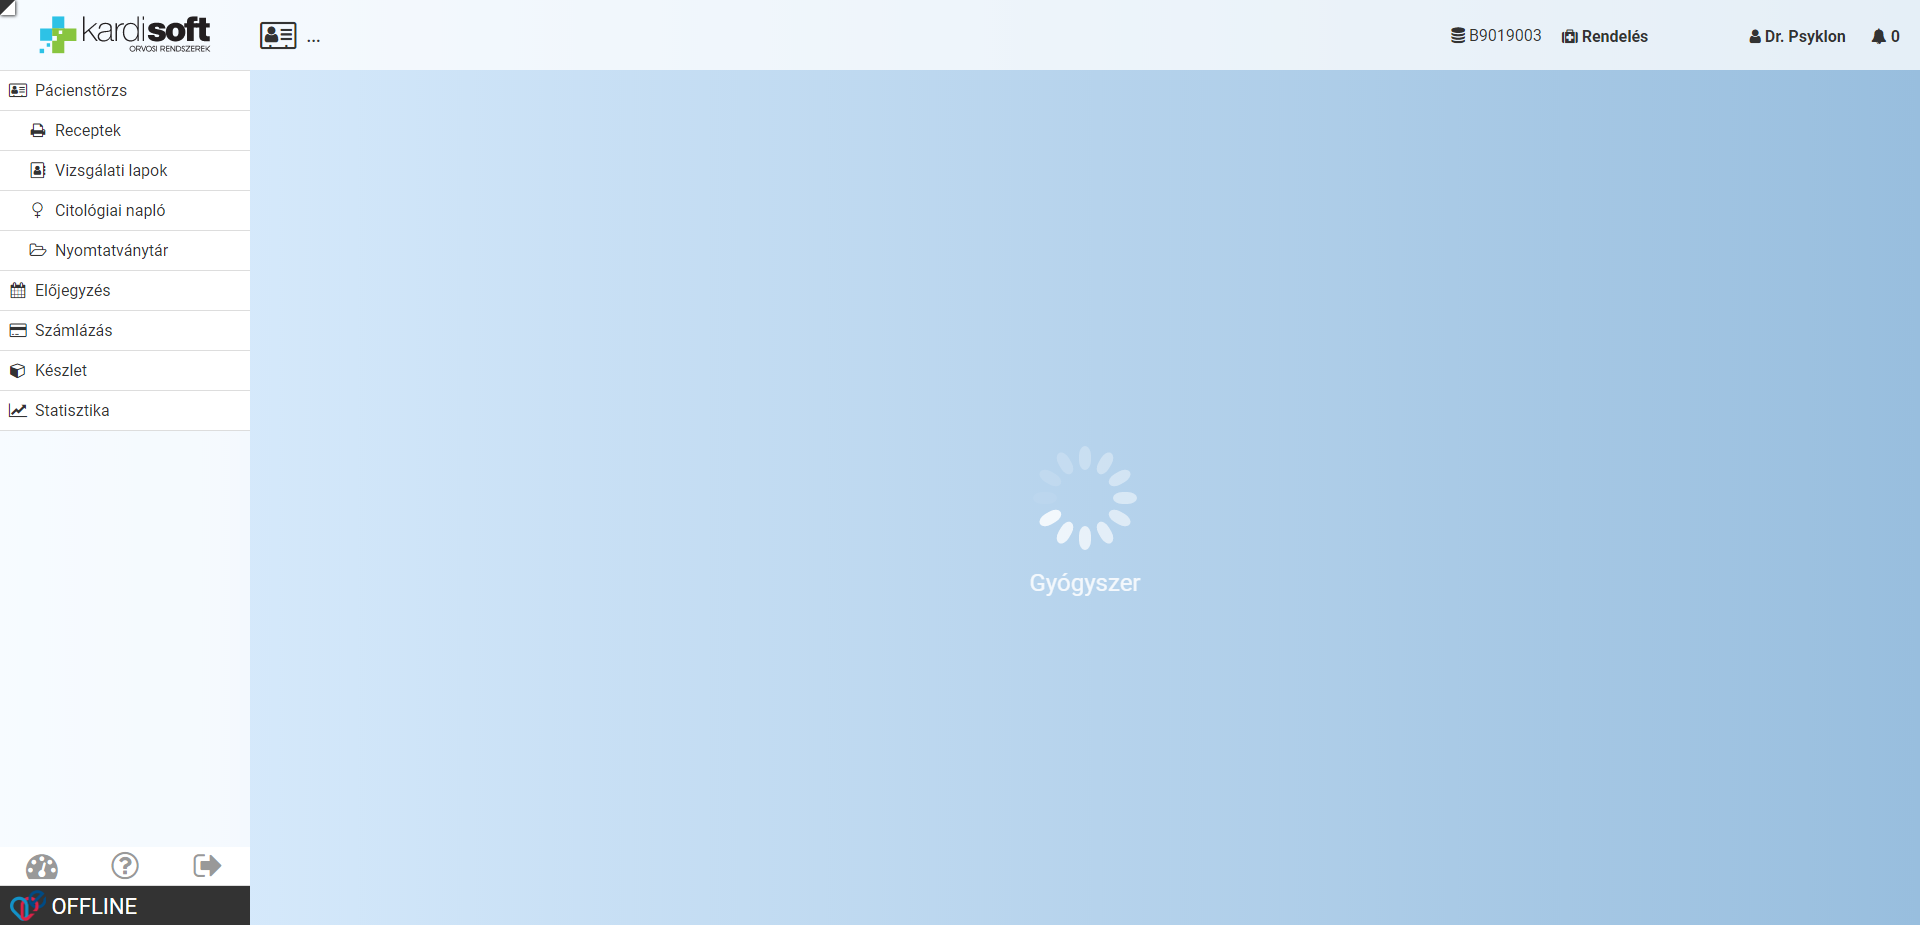 kardisoft
ORVOSI RENDSZEREK
...
B9019003
Rendelés
Dr. Psyklon
0
Pácienstörzs
Receptek
Vizsgálati lapok
Citológiai napló
Nyomtatványtár
Előjegyzés
Számlázás
Készlet
Statisztika
Gyógyszer
OFFLINE